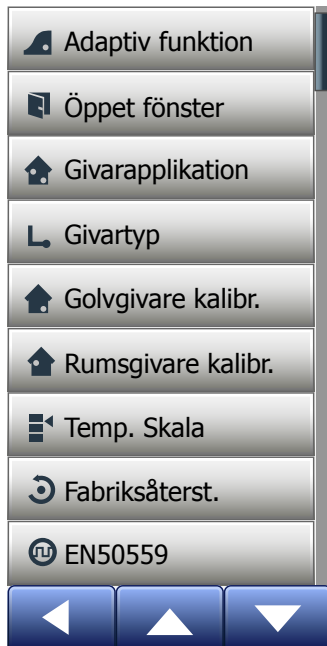 Adaptiv funktion
Öppet fönster
Givarapplikation
Givartyp
Golvgivare kalibr.
Rumsgivare kalibr.
Temp. Skala
Fabriksåterst.
EN50559